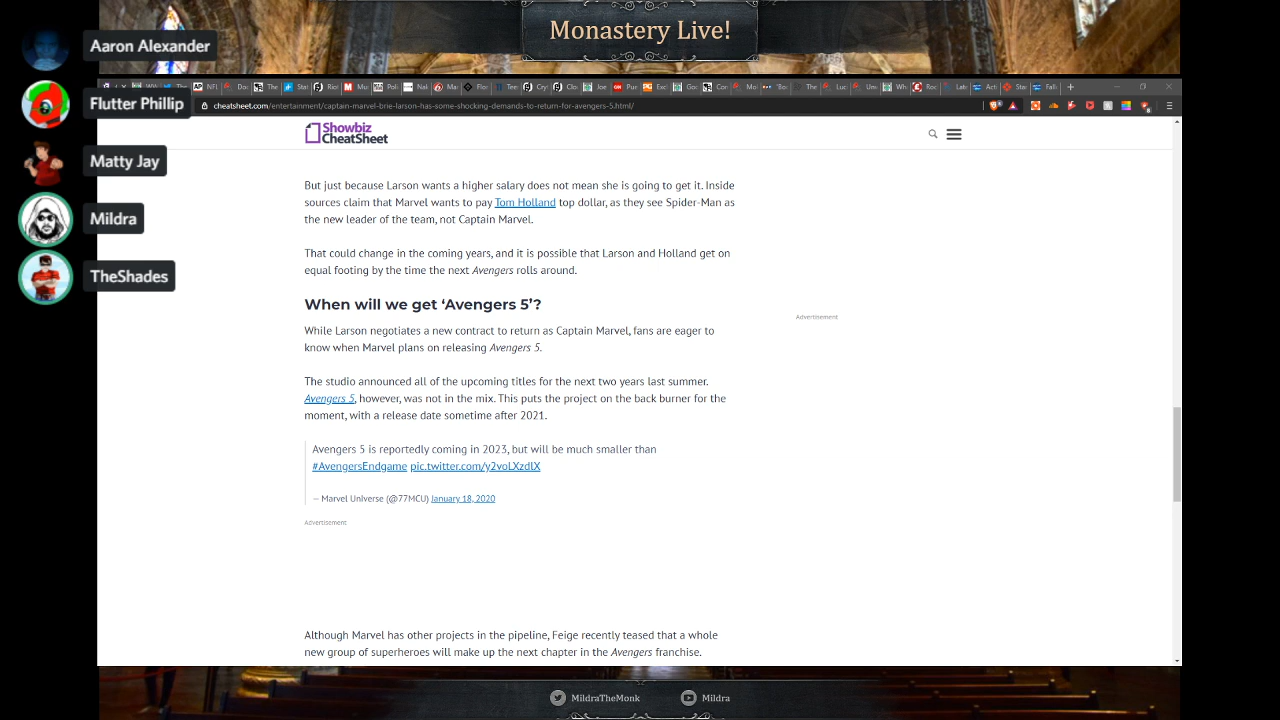 Monastery Live!
Aaron Alexander
Flutter Phillip
Matty Jay
Mildra
TheShades
cheatsheet.com/entertainment/captain-marvel-brie-larson-has-some-shocking-demands-to-return-for-avengers-5.html/
Showbiz
CheatSheet
But just because Larson wants a higher salary does not mean she is going to get it. Inside
sources claim that Marvel wants to pay Tom Holland top dollar, as they see Spider-Man as
the new leader of the team, not Captain Marvel.
That could change in the coming years, and it is possible that Larson and Holland get on
equal footing by the time the next Avengers rolls around.
When will we get ‘Avengers 5’?
While Larson negotiates a new contract to return as Captain Marvel, fans are eager to
know when Marvel plans on releasing Avengers 5.
Advertisement
The studio announced all of the upcoming titles for the next two years last summer.
Avengers 5, however, was not in the mix. This puts the project on the back burner for the
moment, with a release date sometime after 2021.
Avengers 5 is reportedly coming in 2023, but will be much smaller than
#AvengersEndgame pic.twitter.com/y2voLXzdlX
— Marvel Universe (@77MCU) January 18, 2020
Advertisement
Although Marvel has other projects in the pipeline, Feige recently teased that a whole
new group of superheroes will make up the next chapter in the Avengers franchise.
MildraTheMonk
Mildra